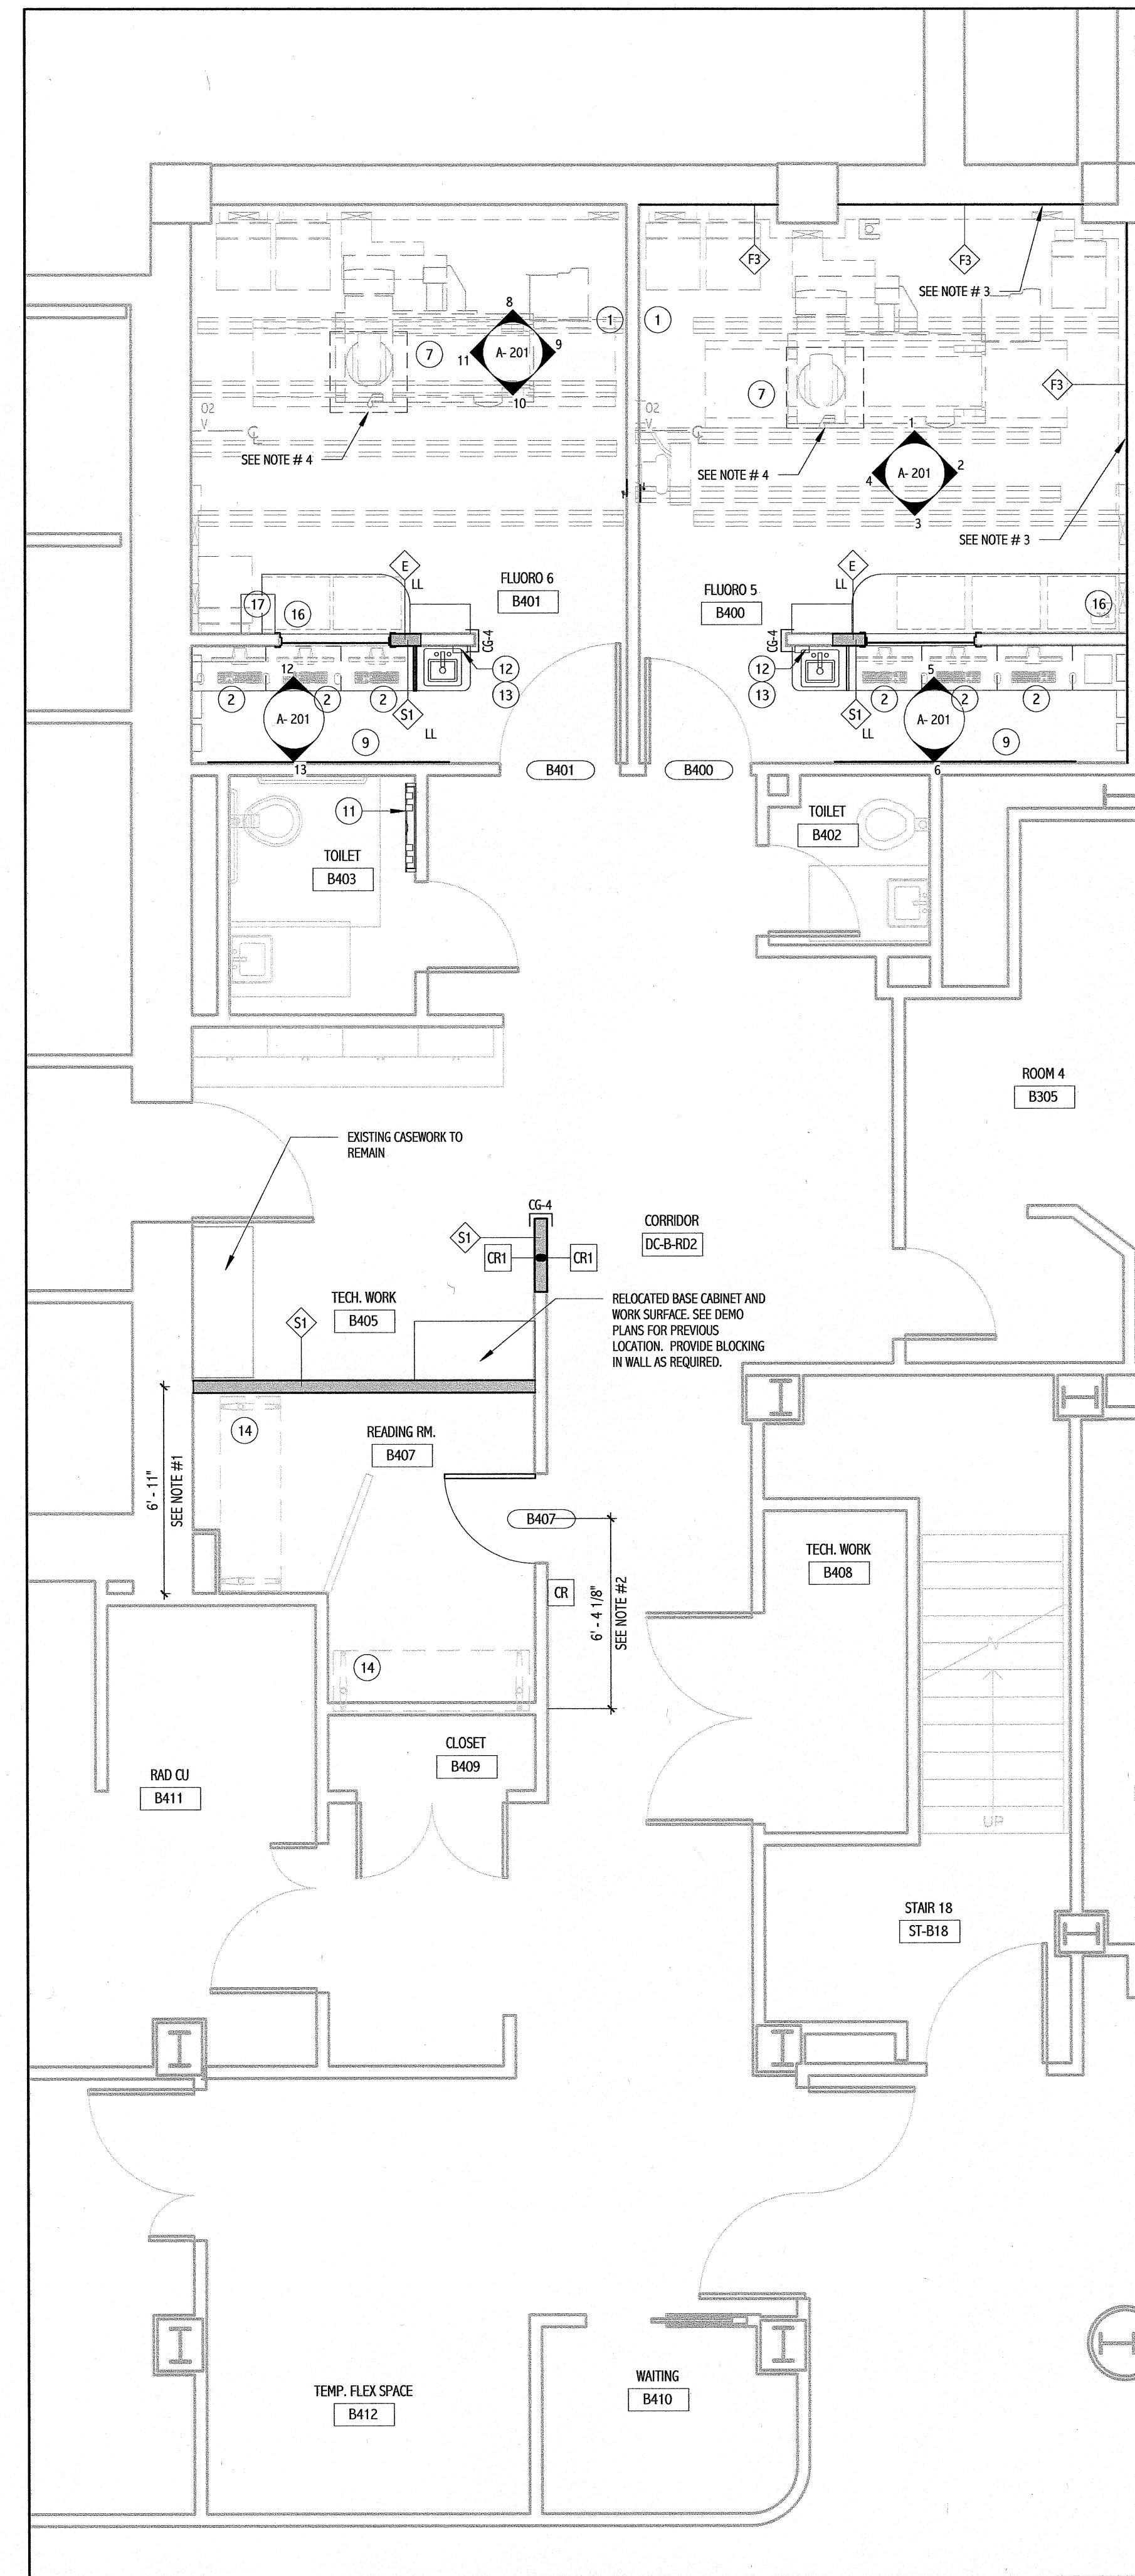 F3
F3
SEE NOTE # 3
8
1
1
11
A- 201
9
10
7
7
F3
O2
V
O2
V
SEE NOTE # 4
SEE NOTE # 4
1
4
A- 201
2
3
SEE NOTE # 3
E
LL
FLUORO 6
B401
FLUORO 5
B400
E
LL
17
16
16
CG-4
CG-4
12
13
12
13
12
2
2
2
A- 201
13
S1
LL
9
5
2
2
2
A- 201
6
S1
LL
9
B401
B400
11
TOILET
B403
TOILET
B402
ROOM 4
B305
EXISTING CASEWORK TO
REMAIN
CG-4
S1
CR1
CR1
CORRIDOR
DC-B-RD2
TECH. WORK
B405
S1
RELOCATED BASE CABINET AND
WORK SURFACE. SEE DEMO
PLANS FOR PREVIOUS
LOCATION. PROVIDE BLOCKING
IN WALL AS REQUIRED.
14
READING RM.
B407
6' - 11"
SEE NOTE #1
B407
TECH. WORK
B408
CR
6' - 4 1/8"
SEE NOTE #2
14
CLOSET
B409
RAD CU
B411
UP
STAIR 18
ST-B18
TEMP. FLEX SPACE
B412
WAITING
B410